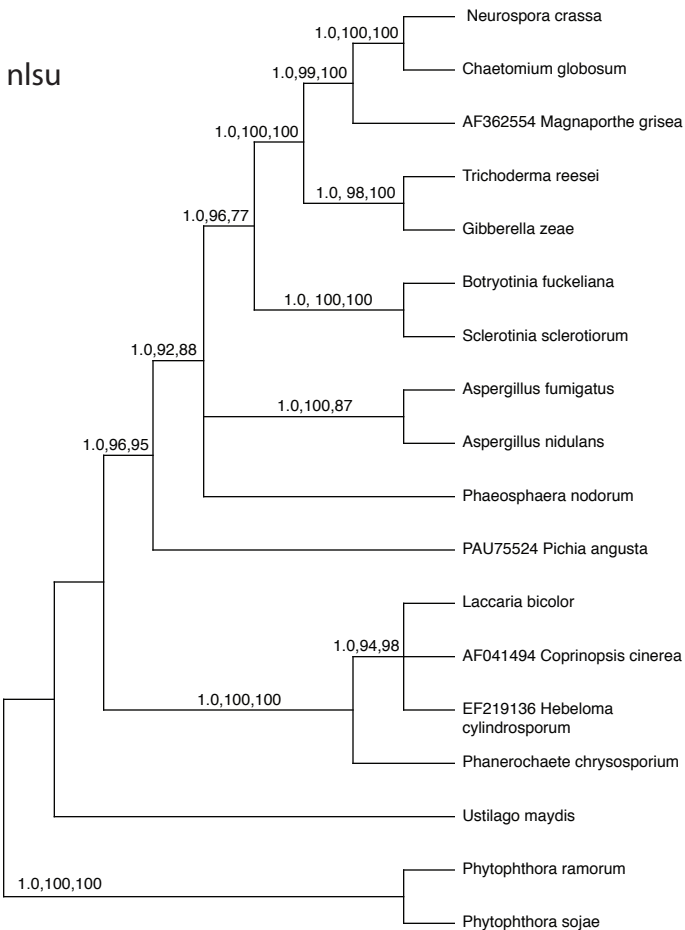 Neurospora crassa
1.0,100,100
nlsu
Chaetomium globosum
1.0,99,100
AF362554 Magnaporthe grisea
1.0,100,100
Trichoderma reesei
1.0, 98,100
1.0,96,77
Gibberella zeae
Botryotinia fuckeliana
1.0, 100,100
Sclerotinia sclerotiorum
1.0,92,88
Aspergillus fumigatus
1.0,100,87
Aspergillus nidulans
1.0,96,95
Phaeosphaera nodorum
PAU75524 Pichia angusta
Laccaria bicolor
1.0,94,98
AF041494 Coprinopsis cinerea
1.0,100,100
EF219136 Hebeloma
cylindrosporum
Phanerochaete chrysosporium
Ustilago maydis
Phytophthora ramorum
1.0,100,100
Phytophthora sojae